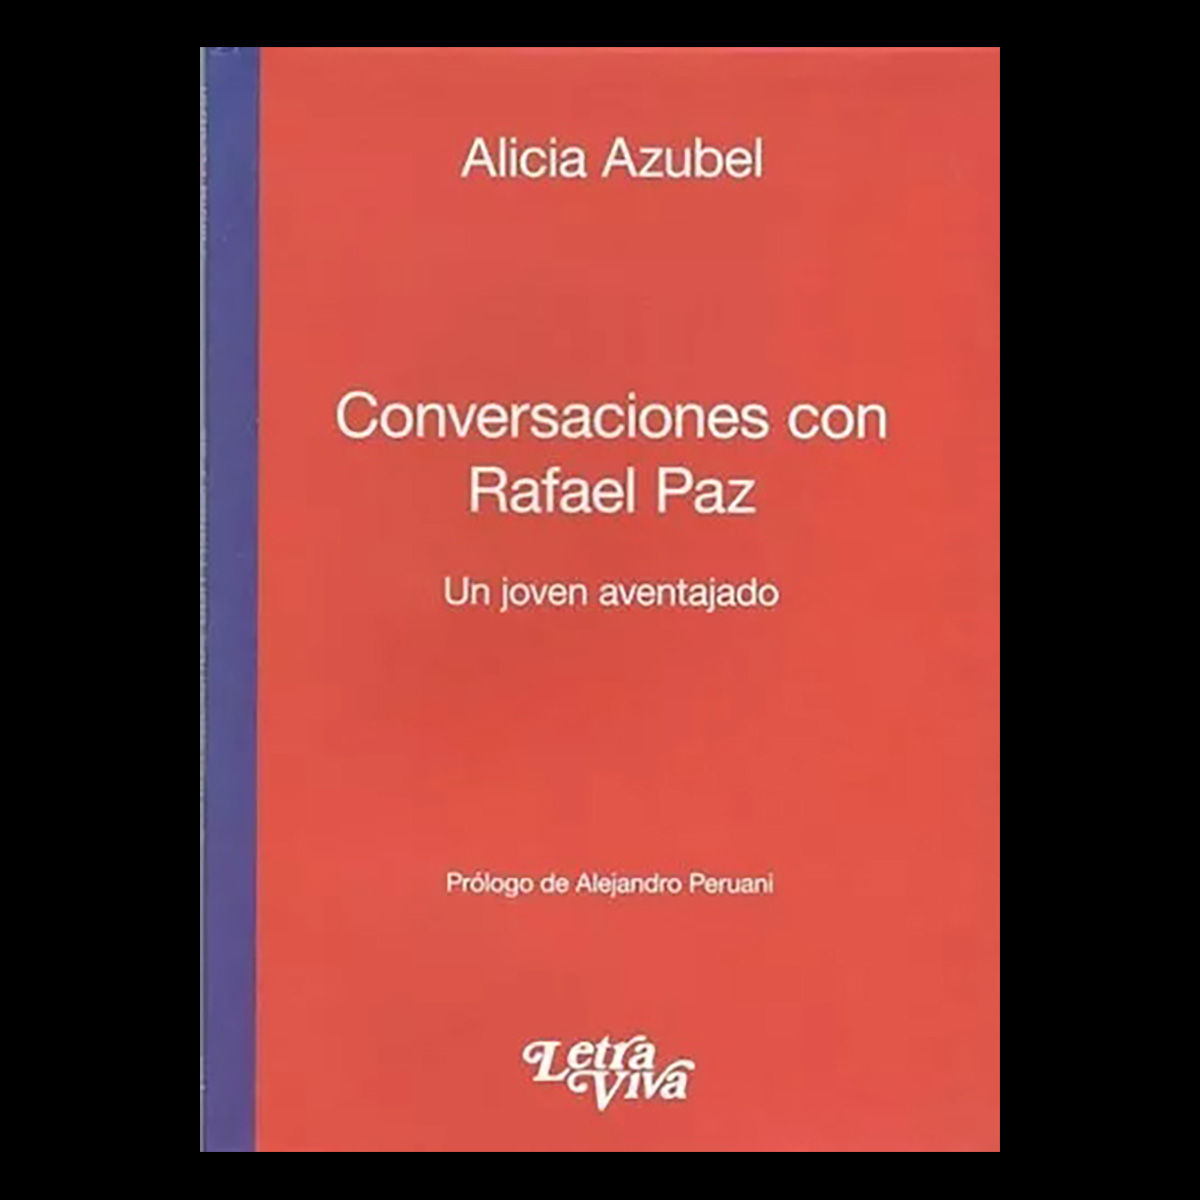 Alicia Azubel
Conversaciones con
Rafael Paz
Un joven aventajado
Prólogo de Alejandro Peruani
Letra
Viva